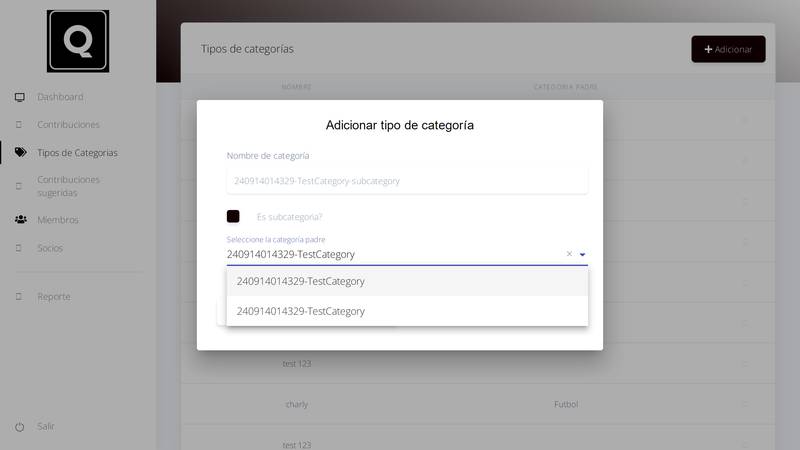 Q
Dashboard
Contribuciones
Tipos de Categorias
Contribuciones
sugeridas
Miembros
Socios
Reporte
Salir
Tipos de categorías
Adicionar
NOMBRE
CATEGORIA PADRE
Adicionar tipo de categoría
Nombre de categoría
240914014329-TestCategory-subcategory
Es subcategoria?
Seleccione la categoría padre
240914014329-TestCategory
240914014329-TestCategory
240914014329-TestCategory
test 123
charly
Futbol
test 123